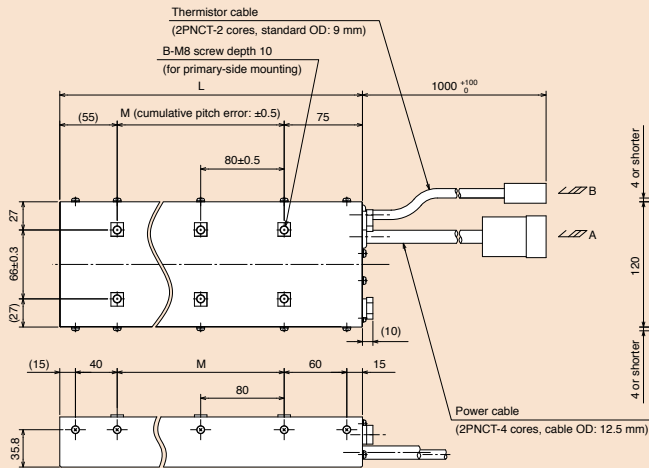 Thermistor cable
(2PNCT-2 cores, standard OD: 9 mm)
B-M8 screw depth 10
(for primary-side mounting)
L
1000 +100 0
(55)
M (cumulative pitch error: ±0.5)
75
80±0.5
4 or shorter
B
A
27
66±0.3
(27)
120
(10)
4 or shorter
(15)
40
M
60
15
80
35.8
Power cable
(2PNCT-4 cores, cable OD: 12.5 mm)